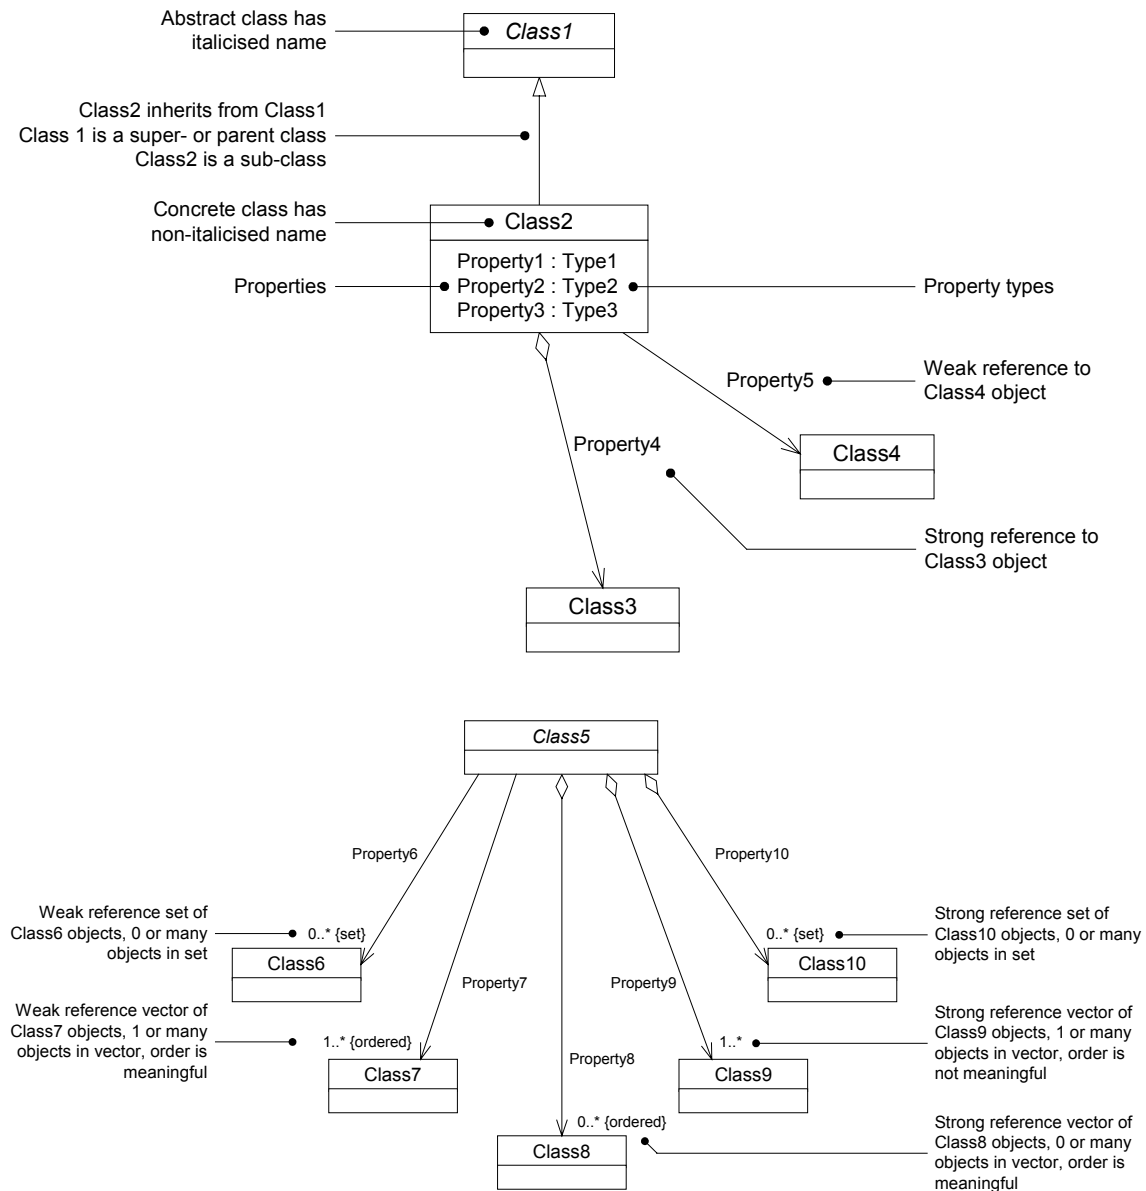 Abstract class has
italicised name
Class1
Class2 inherits from Class1
Class 1 is a super- or parent class
Class2 is a sub-class
Concrete class has
non-italicised name
Class2
Properties
Property1 : Type1
Property2 : Type2
Property3 : Type3
Property types
Property5
Weak reference to
Class4 object
Property4
Class4
Strong reference to
Class3 object
Class3
Class5
Property6
Property10
Weak reference set of
Class6 objects, 0 or many
objects in set
0..* {set}
Class6
0..* {set}
Class10
Strong reference set of
Class10 objects, 0 or many
objects in set
Property7
Property9
Weak reference vector of
Class7 objects, 1 or many
objects in vector, order is
meaningful
1..* {ordered}
Class7
Property8
1..*
Class9
Strong reference vector of
Class9 objects, 1 or many
objects in vector, order is
not meaningful
0..* {ordered}
Class8
Strong reference vector of
Class8 objects, 0 or many
objects in vector, order is
meaningful